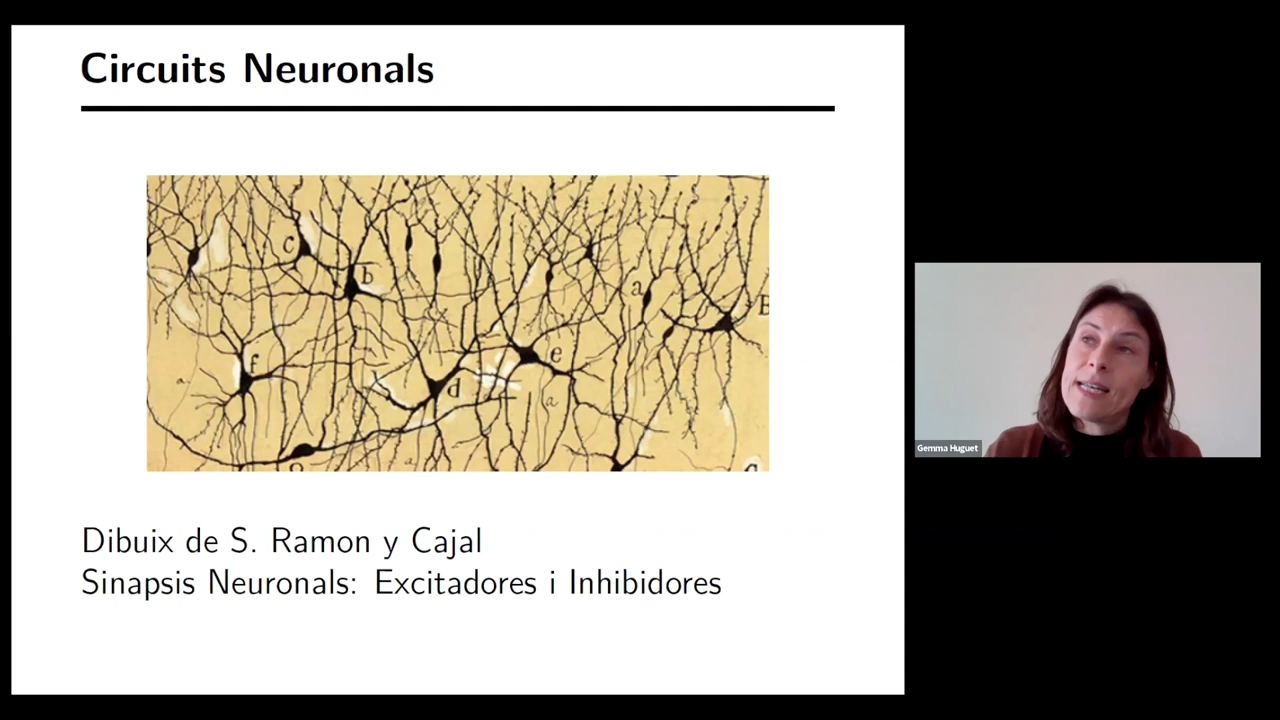 Circuits Neuronals
c
b
a
B
f
e
d
a
a
Dibuix de S. Ramon y Cajal
Sinapsis Neuronals: Excitadores i Inhibidores
Gemma Huguet